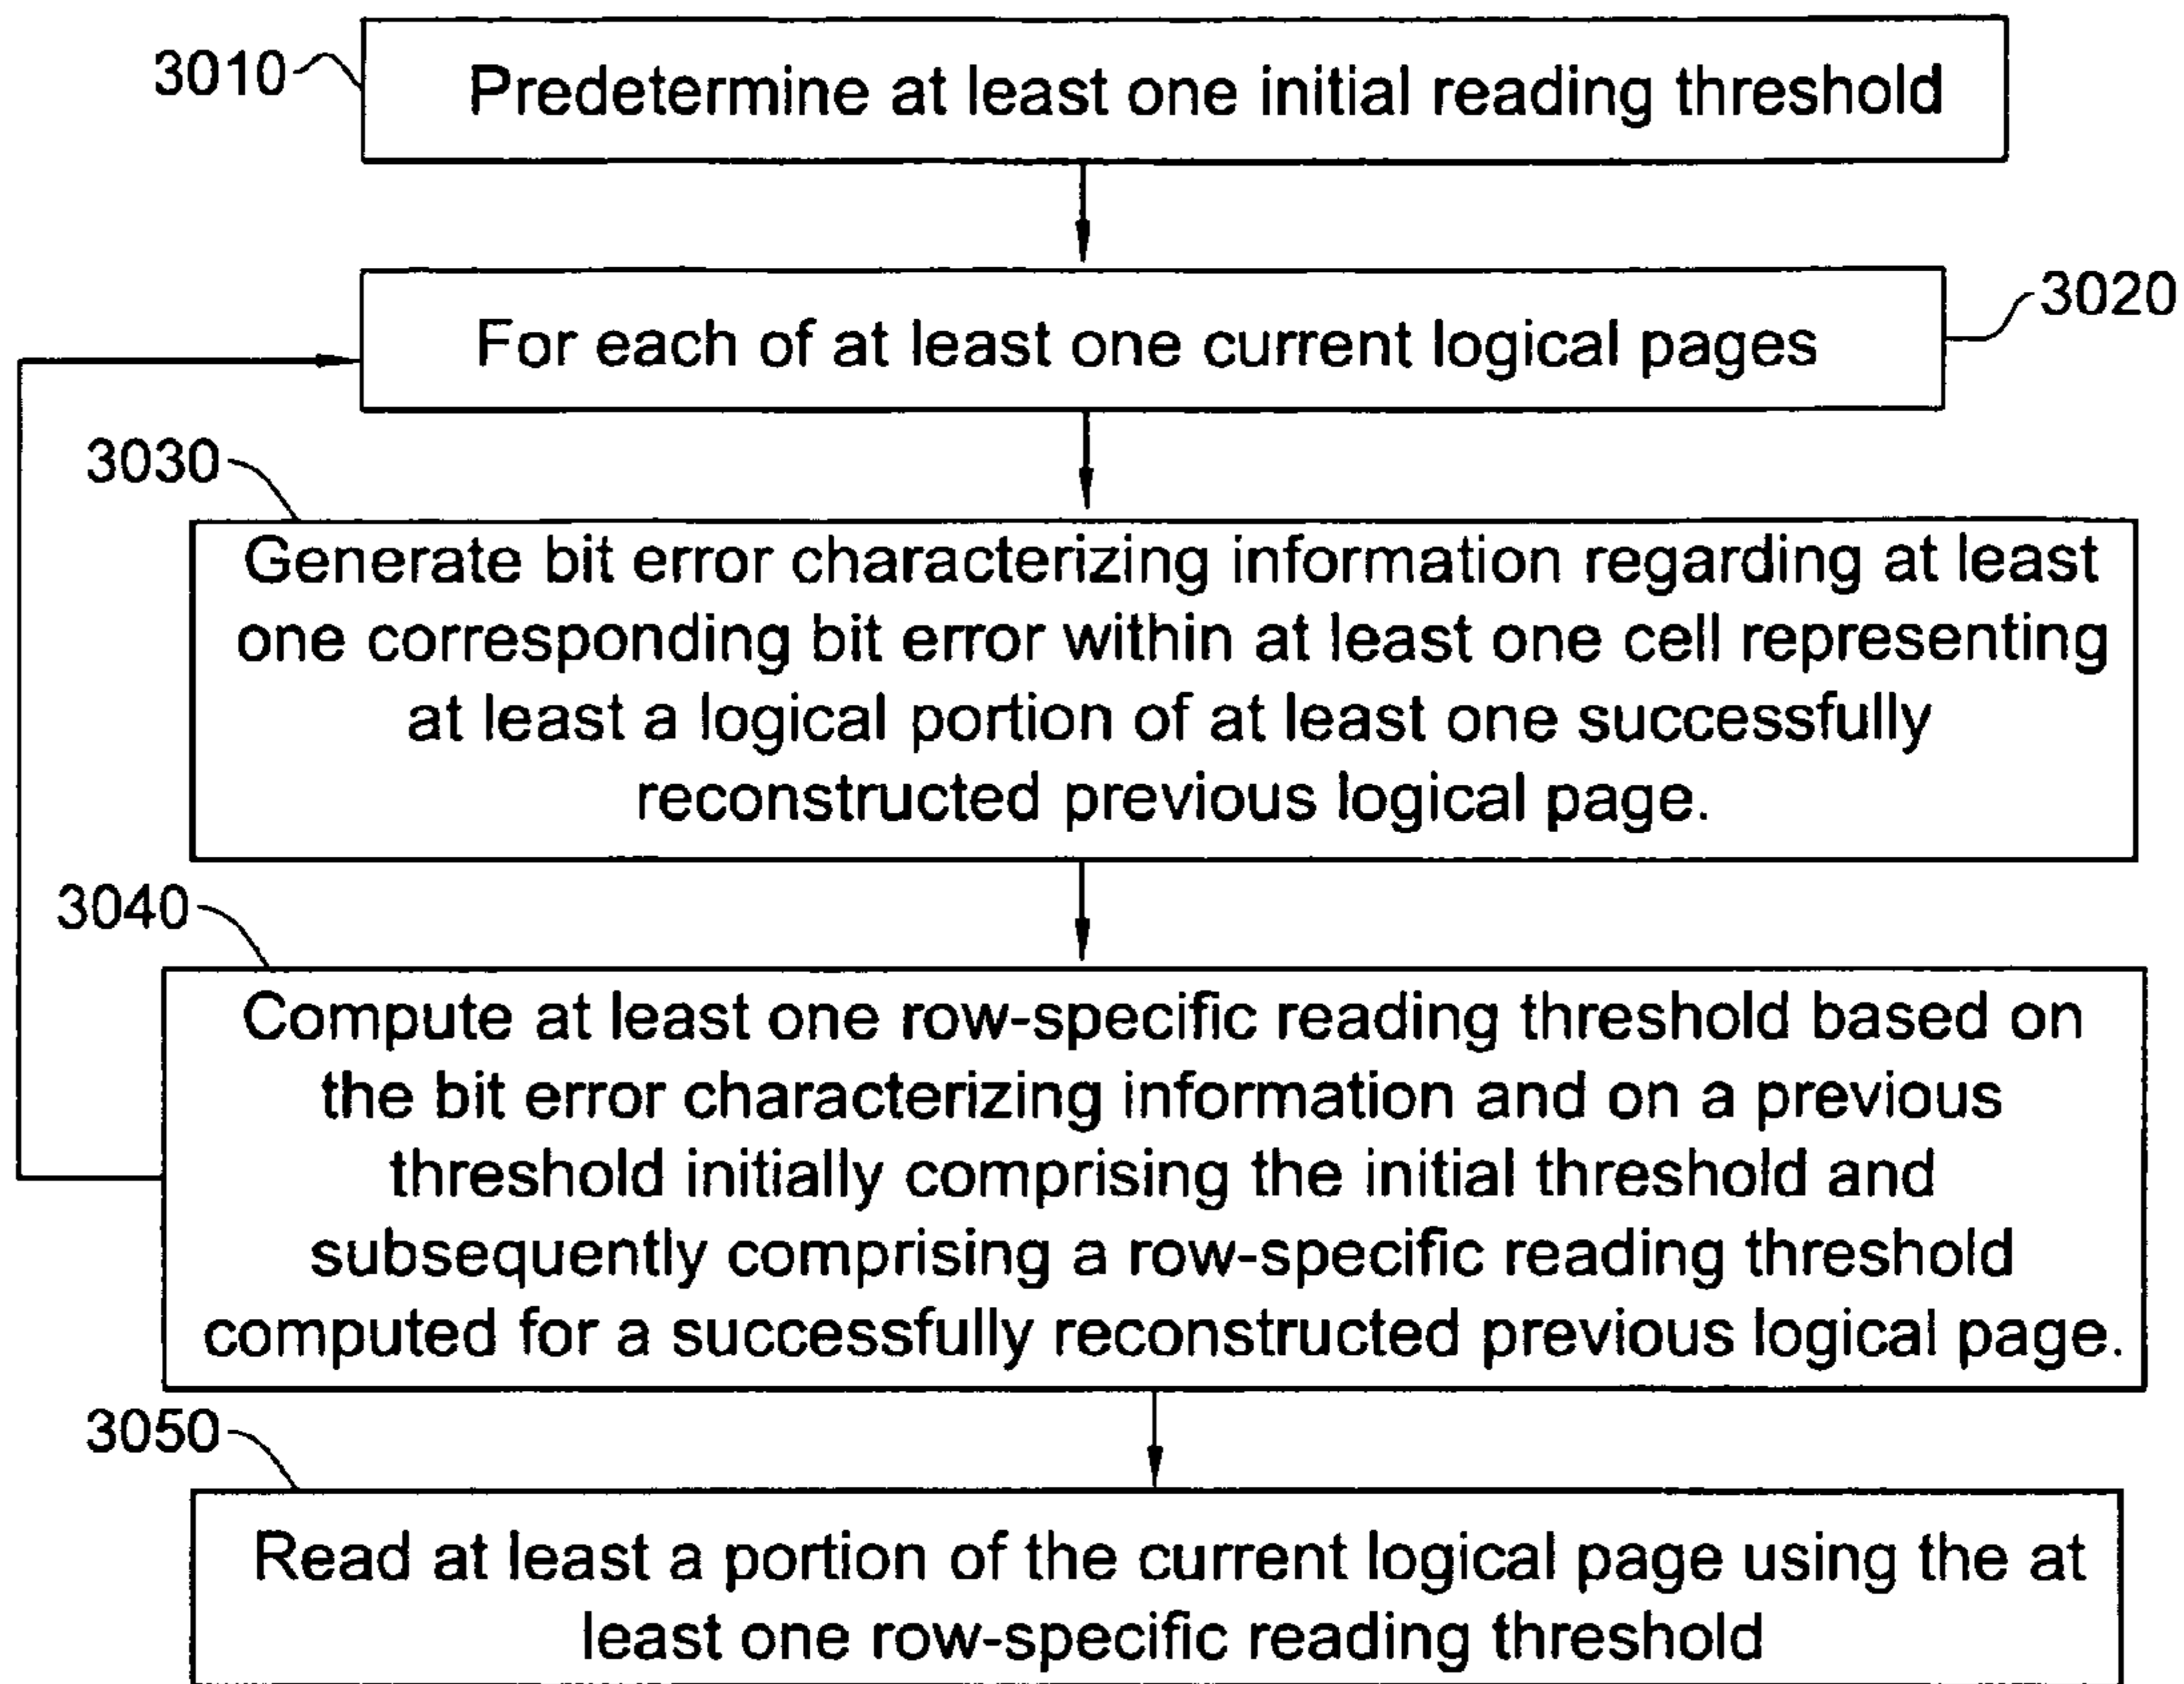 3010
Predetermine at least one initial reading threshold
3020
For each of at least one current logical pages
3030
Generate bit error characterizing information regarding at least
one corresponding bit error within at least one cell representing
at least a logical portion of at least one successfully
reconstructed previous logical page.
3040
Compute at least one row-specific reading threshold based on
the bit error characterizing information and on a previous
threshold initially comprising the initial threshold and
subsequently comprising a row-specific reading threshold
computed for a successfully reconstructed previous logical page.
3050
Read at least a portion of the current logical page using the at
least one row-specific reading threshold